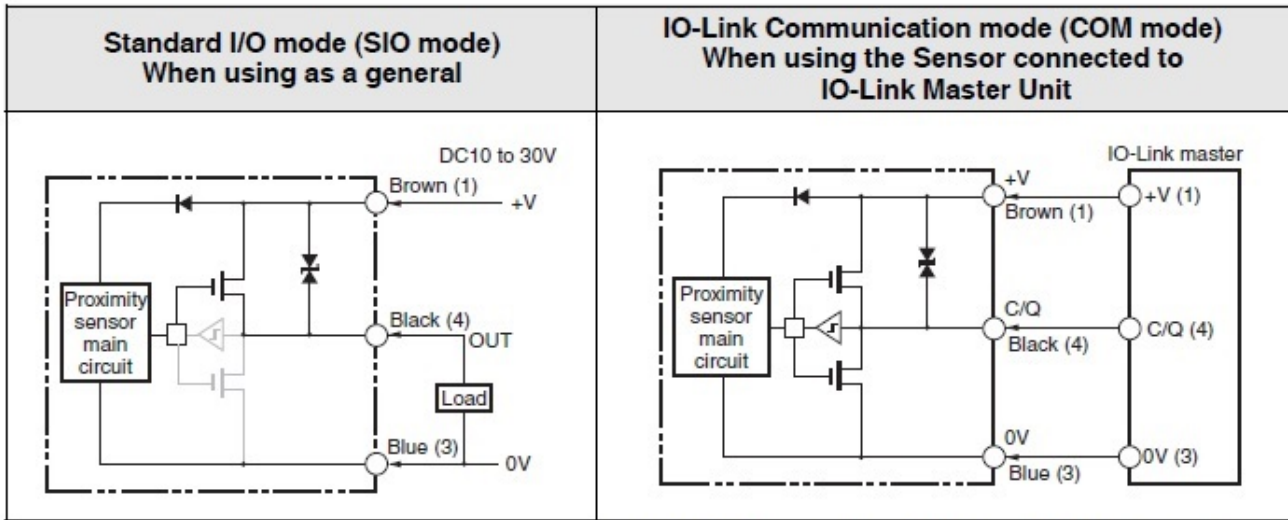 Standard I/O mode (SIO mode)
When using as a general
IO-Link Communication mode (COM mode)
When using the Sensor connected to
IO-Link Master Unit
DC10 to 30V
Brown (1)
+V
Proximity
sensor
main
circuit
Black (4)
OUT
Load
Blue (3)
0V
IO-Link master
+V
Brown (1)
+V (1)
Proximity
sensor
main
circuit
C/Q
Black (4)
C/Q (4)
0V
Blue (3)
0V (3)